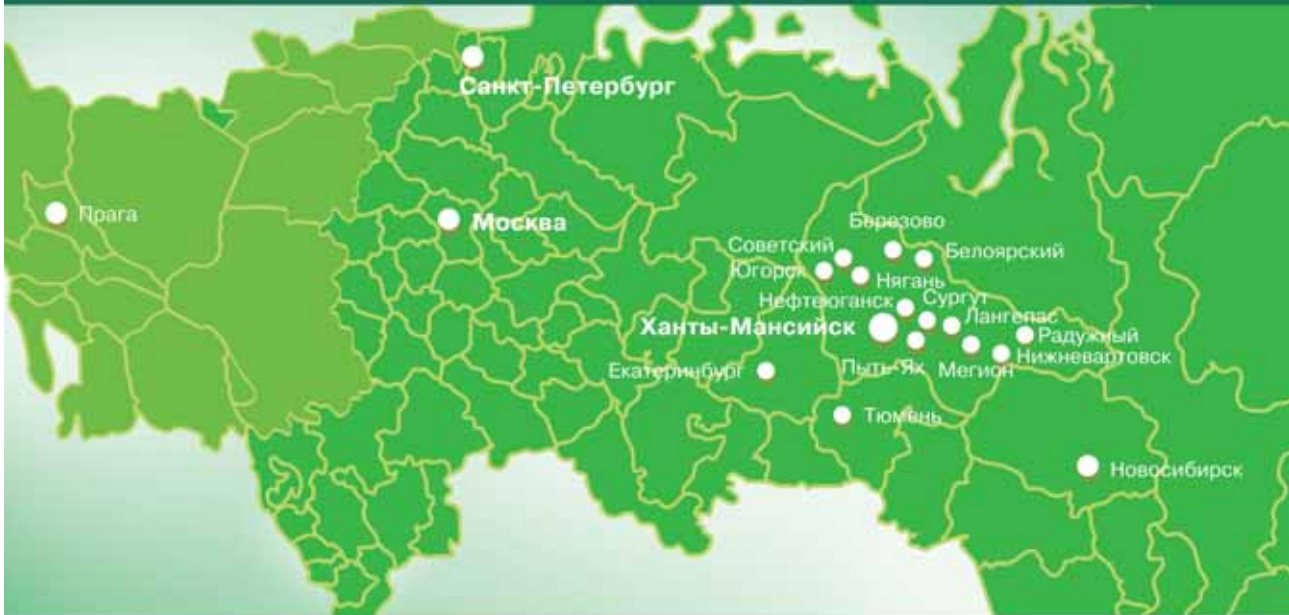 Санкт-Петербург
Прага
Москва
Березово
Советский
Белоярский
Югорск
Нягань
Нефтеюганск
Сургут
Лангепас
Ханты-Мансийск
Радужный
Нижневартовск
Пыть-Ях
Мегион
Екатеринбург
Тюмень
Новосибирск